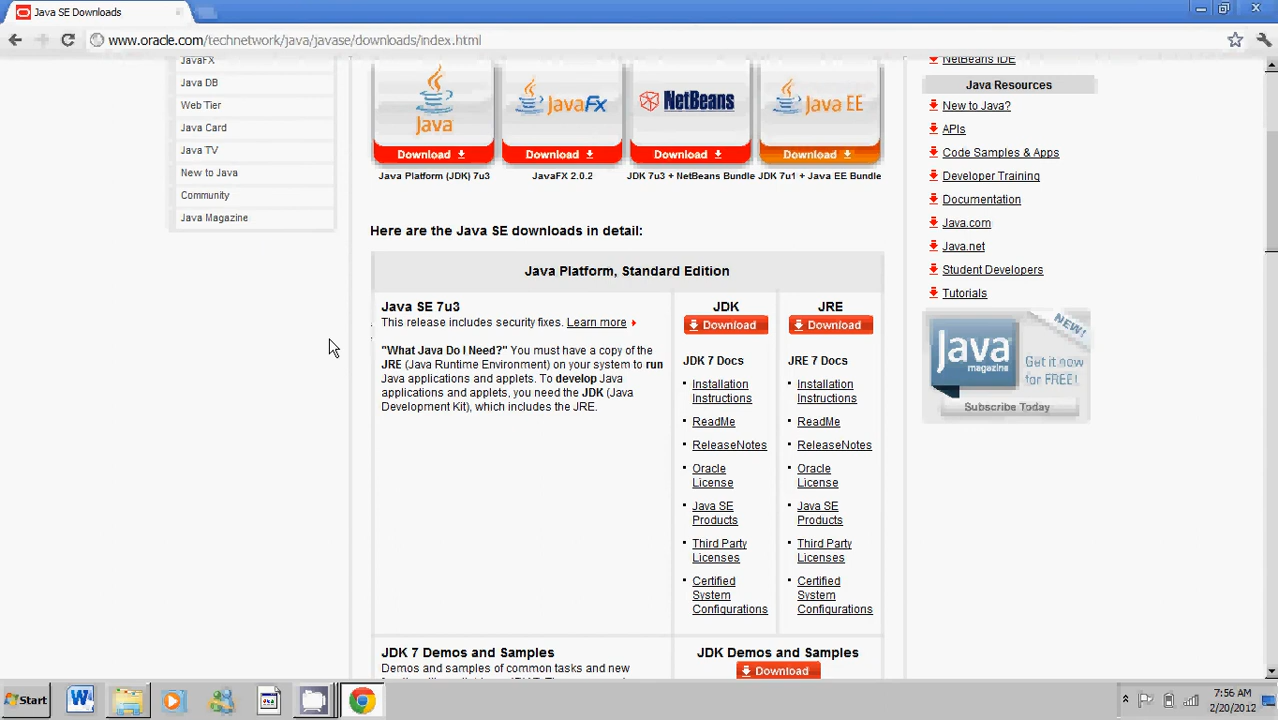 Java SE Downloads
www.oracle.com/technetwork/java/javase/downloads/index.html
JavaFX
Java DB
Web Tier
Java Card
Java TV
New to Java
Community
Java Magazine
Java
JavaFX
NetBeans
Java EE
Download
Download
Download
Download
Java Platform (JDK) 7u3
JavaFX 2.0.2
JDK 7u3 + NetBeans Bundle
JDK 7u1 + Java EE Bundle
Here are the Java SE downloads in detail:
Java Platform, Standard Edition
Java SE 7u3
This release includes security fixes. Learn more
"What Java Do I Need?" You must have a copy of the
JRE (Java Runtime Environment) on your system to run
Java applications and applets. To develop Java
applications and applets, you need the JDK (Java
Development Kit), which includes the JRE.
JDK
Download
JDK 7 Docs
Installation
Instructions
ReadMe
ReleaseNotes
Oracle
License
Java SE
Products
Third Party
Licenses
Certified
System
Configurations
JRE
Download
JRE 7 Docs
Installation
Instructions
ReadMe
ReleaseNotes
Oracle
License
Java SE
Products
Third Party
Licenses
Certified
System
Configurations
JDK 7 Demos and Samples
Demos and samples of common tasks and new
JDK Demos and Samples
Download
NetBeans IDE
Java Resources
New to Java?
APIs
Code Samples & Apps
Developer Training
Documentation
Java.com
Java.net
Student Developers
Tutorials
NEW!
Java
magazine
Get it now
for FREE!
Subscribe Today
Start
7:56 AM
2/20/2012